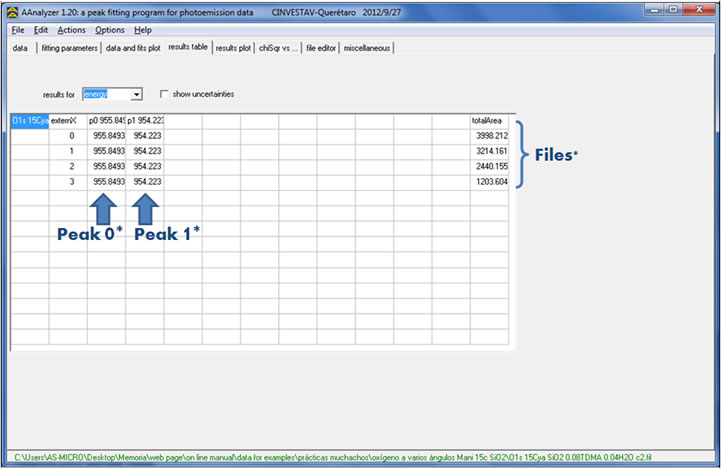 AAnalyzer 1.20: a peak fitting program for photoemission data CINVESTAV-Querétaro 2012/9/27
File Edit Actions Options Help
data fitting parameters data and fits plot results table results plot chiSqr vs ... file editor miscellaneous
results for energy show uncertainties
O1s 15Cya externX p0 955.849 p1 954.223 totalArea
0 955.8493 954.223 3998.212
1 955.8493 954.223 3214.161
2 955.8493 954.223 2440.155
3 955.8493 954.223 1203.604
Files*
Peak 0* Peak 1*
C:\Users\AS-MICRO\Desktop\Memoria\web page\on line manual\data for examples\prácticas muchachos\oxígeno a varios ángulos Mani 15c SiO2\O1s 15Cya SiO2 0.08TDMA 0.04H2O c2.fil